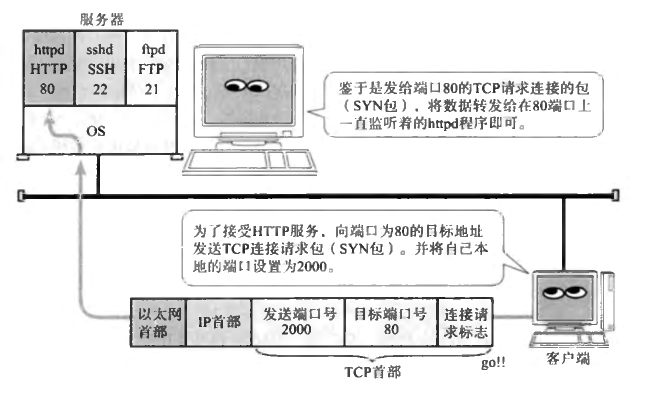 服务器
httpd
HTTP
80
sshd
SSH
22
ftpd
FTP
21
OS
鉴于是发给端口80的TCP请求连接的包
（SYN包），将数据转发给在80端口上
一直监听着的httpd程序即可。
为了接受HTTP服务，向端口为80的目标地址
发送TCP连接请求包（SYN包）。并将自己本
地的端口设置为2000。
以太网
首部
IP首部
发送端口号
2000
目标端口号
80
连接请
求标志
TCP首部
go!!
客户端